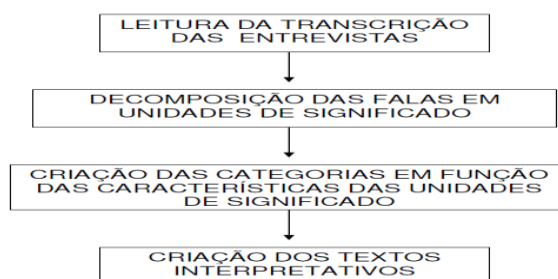 LEITURA DA TRANSCRIÇÃO
DAS ENTREVISTAS
DECOMPOSIÇÃO DAS FALAS EM
UNIDADES DE SIGNIFICADO
CRIAÇÃO DAS CATEGORIAS EM FUNÇÃO
DAS CARACTERÍSTICAS DAS UNIDADES
DE SIGNIFICADO
CRIAÇÃO DOS TEXTOS
INTERPRETATIVOS